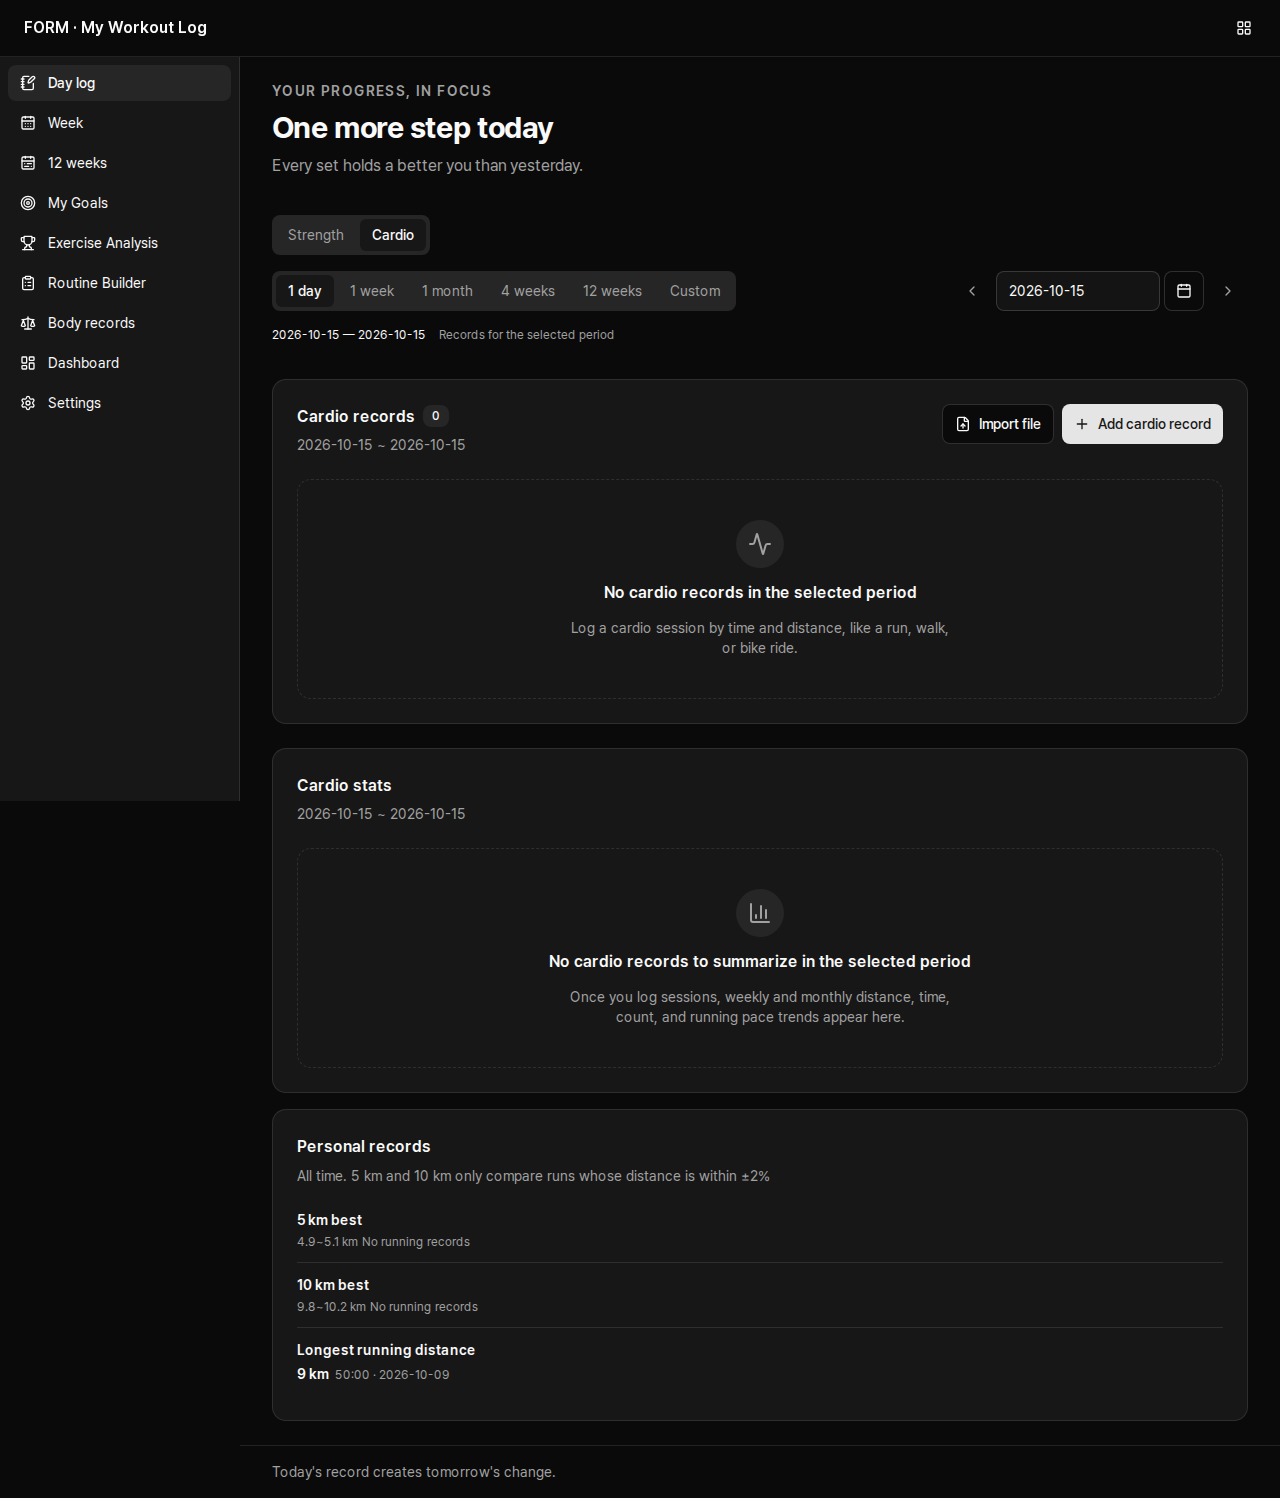 FORM · My Workout Log
Day log
Week
12 weeks
My Goals
Exercise Analysis
Routine Builder
Body records
Dashboard
Settings
YOUR PROGRESS, IN FOCUS
One more step today
Every set holds a better you than yesterday.
Strength Cardio
1 day 1 week 1 month 4 weeks 12 weeks Custom 2026-10-15
2026-10-15 — 2026-10-15 Records for the selected period
Cardio records 0
2026-10-15 ~ 2026-10-15
Import file Add cardio record
No cardio records in the selected period
Log a cardio session by time and distance, like a run, walk,
or bike ride.
Cardio stats
2026-10-15 ~ 2026-10-15
No cardio records to summarize in the selected period
Once you log sessions, weekly and monthly distance, time,
count, and running pace trends appear here.
Personal records
All time. 5 km and 10 km only compare runs whose distance is within ±2%
5 km best
4.9~5.1 km No running records
10 km best
9.8~10.2 km No running records
Longest running distance
9 km 50:00 · 2026-10-09
Today's record creates tomorrow's change.